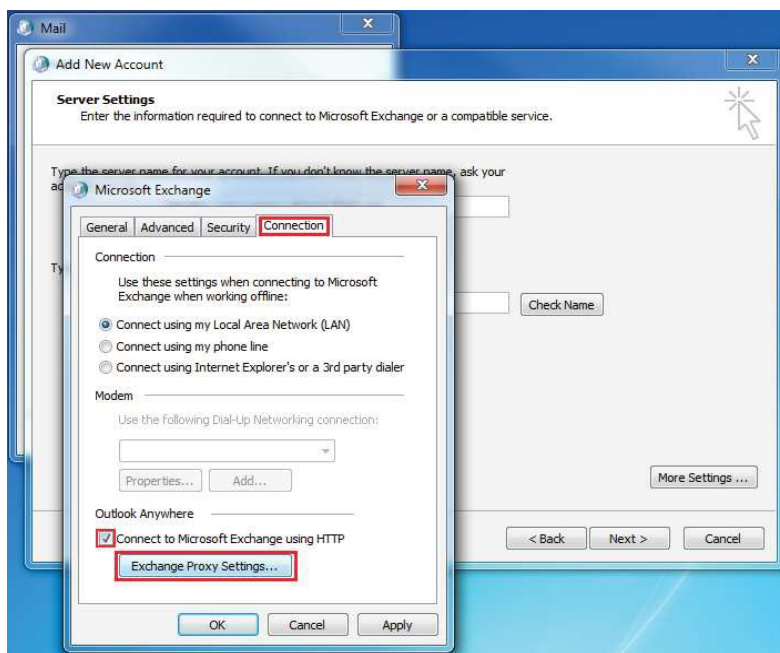 Mail
Add New Account
Server Settings
Enter the information required to connect to Microsoft Exchange or a compatible service.
Type the server name for your account. If you don't know the server name, ask your
Microsoft Exchange
General Advanced Security Connection
Connection
Use these settings when connecting to Microsoft
Exchange when working offline:
Connect using my Local Area Network (LAN)
Connect using my phone line
Connect using Internet Explorer's or a 3rd party dialer
Check Name
Modem
Use the following Dial-Up Networking connection:
Properties... Add...
More Settings ...
Outlook Anywhere
Connect to Microsoft Exchange using HTTP
< Back Next > Cancel
Exchange Proxy Settings...
OK Cancel Apply